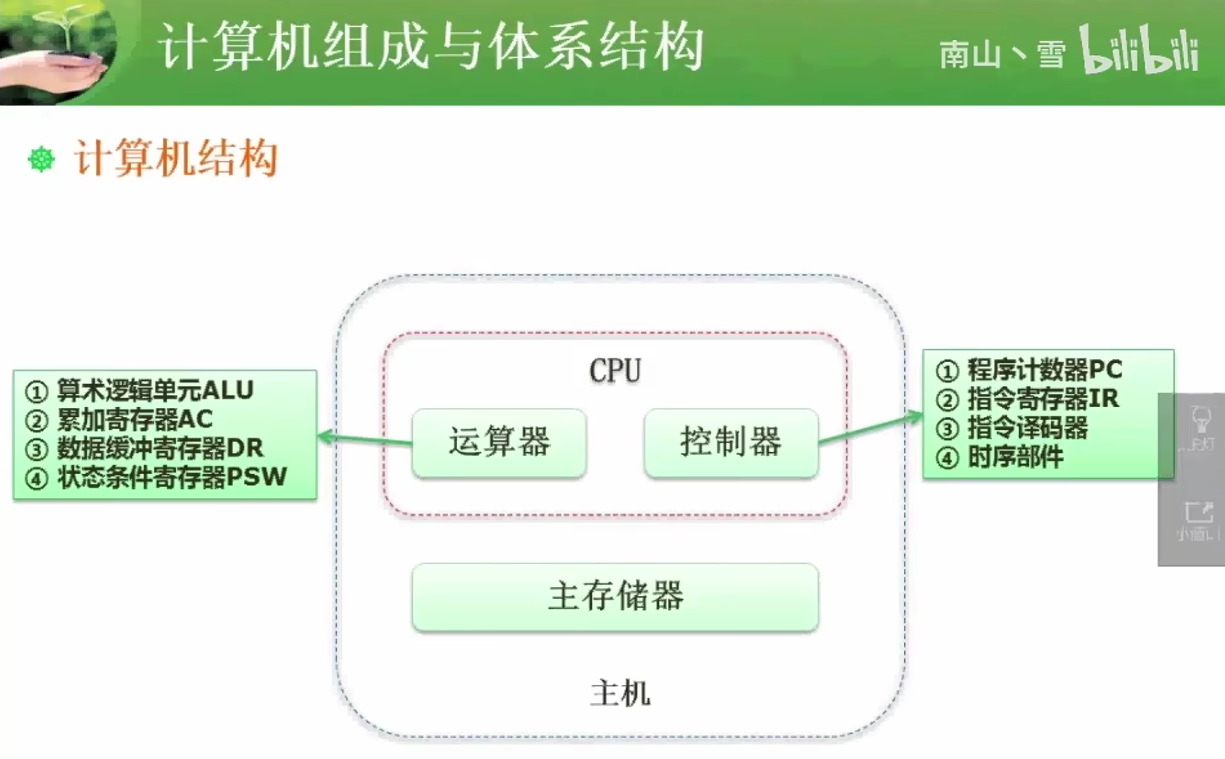 计算机组成与体系结构
南山丶雪 bilibili
计算机结构
CPU
① 算术逻辑单元ALU
② 累加寄存器AC
③ 数据缓冲寄存器DR
④ 状态条件寄存器PSW
运算器
控制器
① 程序计数器PC
② 指令寄存器IR
③ 指令译码器
④ 时序部件
主存储器
主机